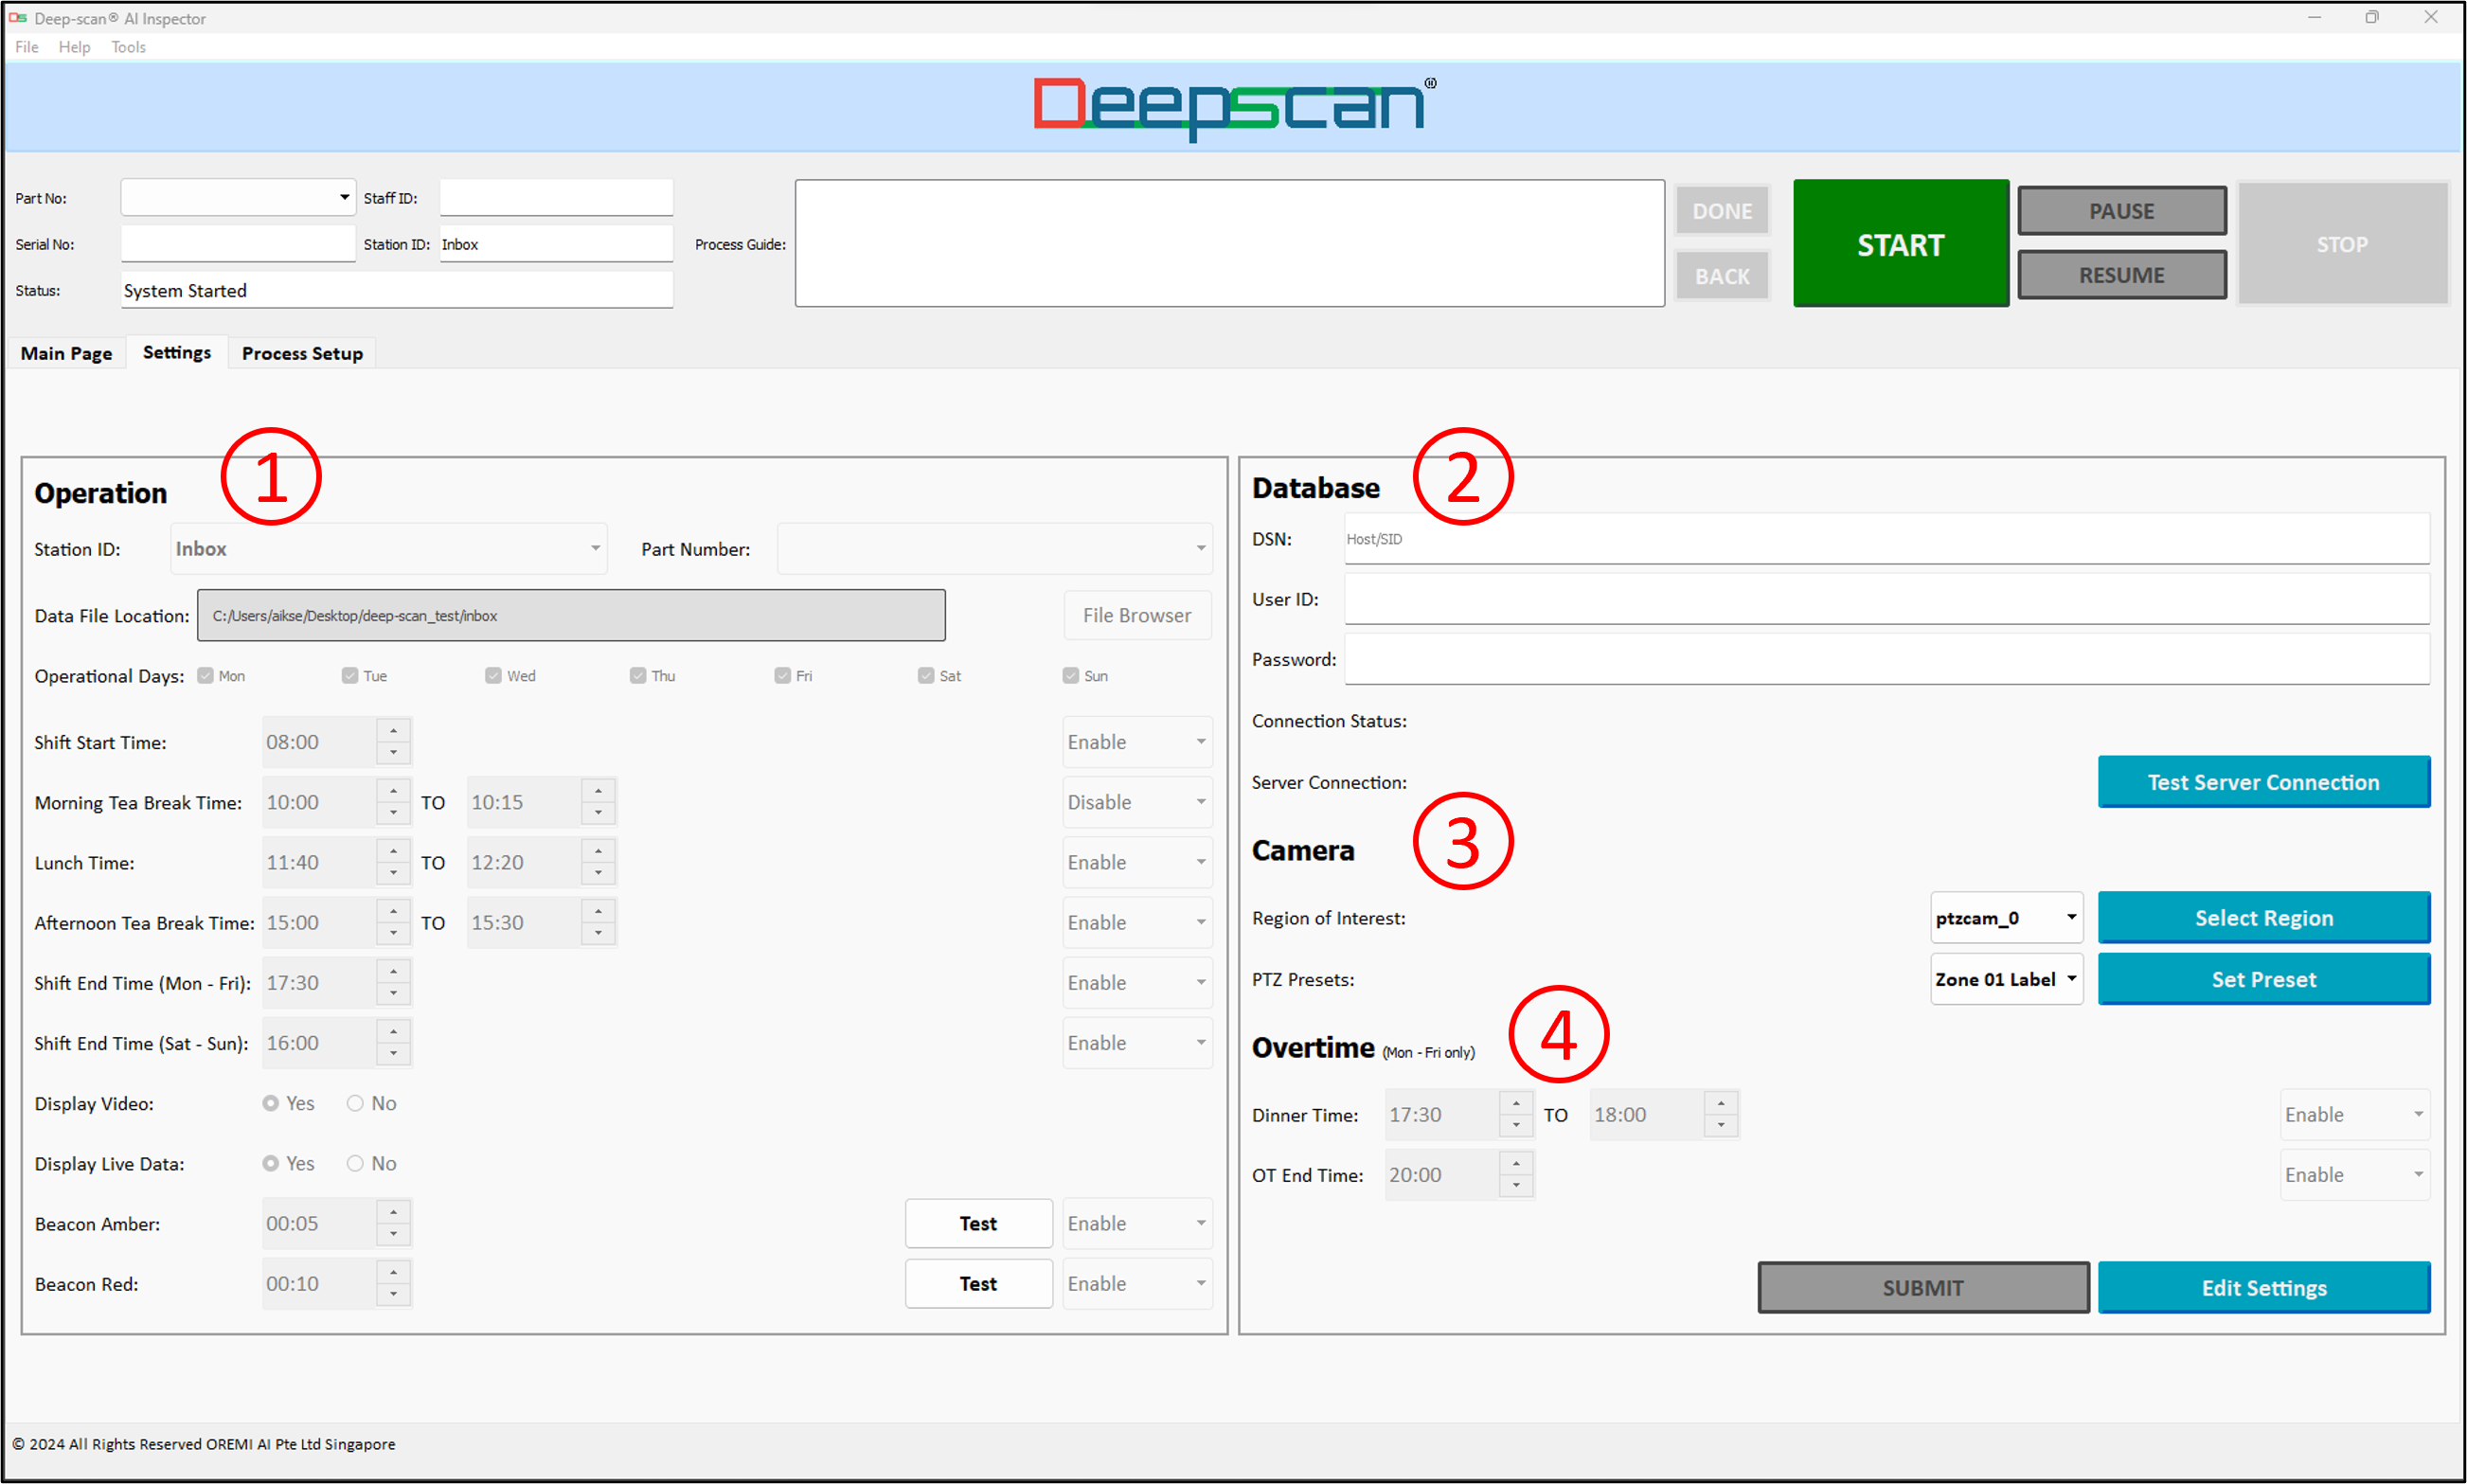 DS Deep-scan® AI Inspector
File Help Tools
Deepscan®
Part No: Staff ID:
Serial No: Station ID: Inbox
Status: System Started
Process Guide:
DONE
BACK
START
PAUSE
RESUME
STOP
Main Page Settings Process Setup
Operation 1
Station ID: Inbox Part Number:
Data File Location: C:/Users/aikse/Desktop/deep-scan_test/inbox File Browser
Operational Days: Mon Tue Wed Thu Fri Sat Sun
Shift Start Time: 08:00 Enable
Morning Tea Break Time: 10:00 TO 10:15 Disable
Lunch Time: 11:40 TO 12:20 Enable
Afternoon Tea Break Time: 15:00 TO 15:30 Enable
Shift End Time (Mon - Fri): 17:30 Enable
Shift End Time (Sat - Sun): 16:00 Enable
Display Video: Yes No
Display Live Data: Yes No
Beacon Amber: 00:05 Test Enable
Beacon Red: 00:10 Test Enable
Database 2
DSN: Host/SID
User ID:
Password:
Connection Status:
Server Connection: Test Server Connection
Camera 3
Region of Interest: ptzcam_0 Select Region
PTZ Presets: Zone 01 Label Set Preset
Overtime (Mon - Fri only) 4
Dinner Time: 17:30 TO 18:00 Enable
OT End Time: 20:00 Enable
SUBMIT Edit Settings
© 2024 All Rights Reserved OREMI AI Pte Ltd Singapore